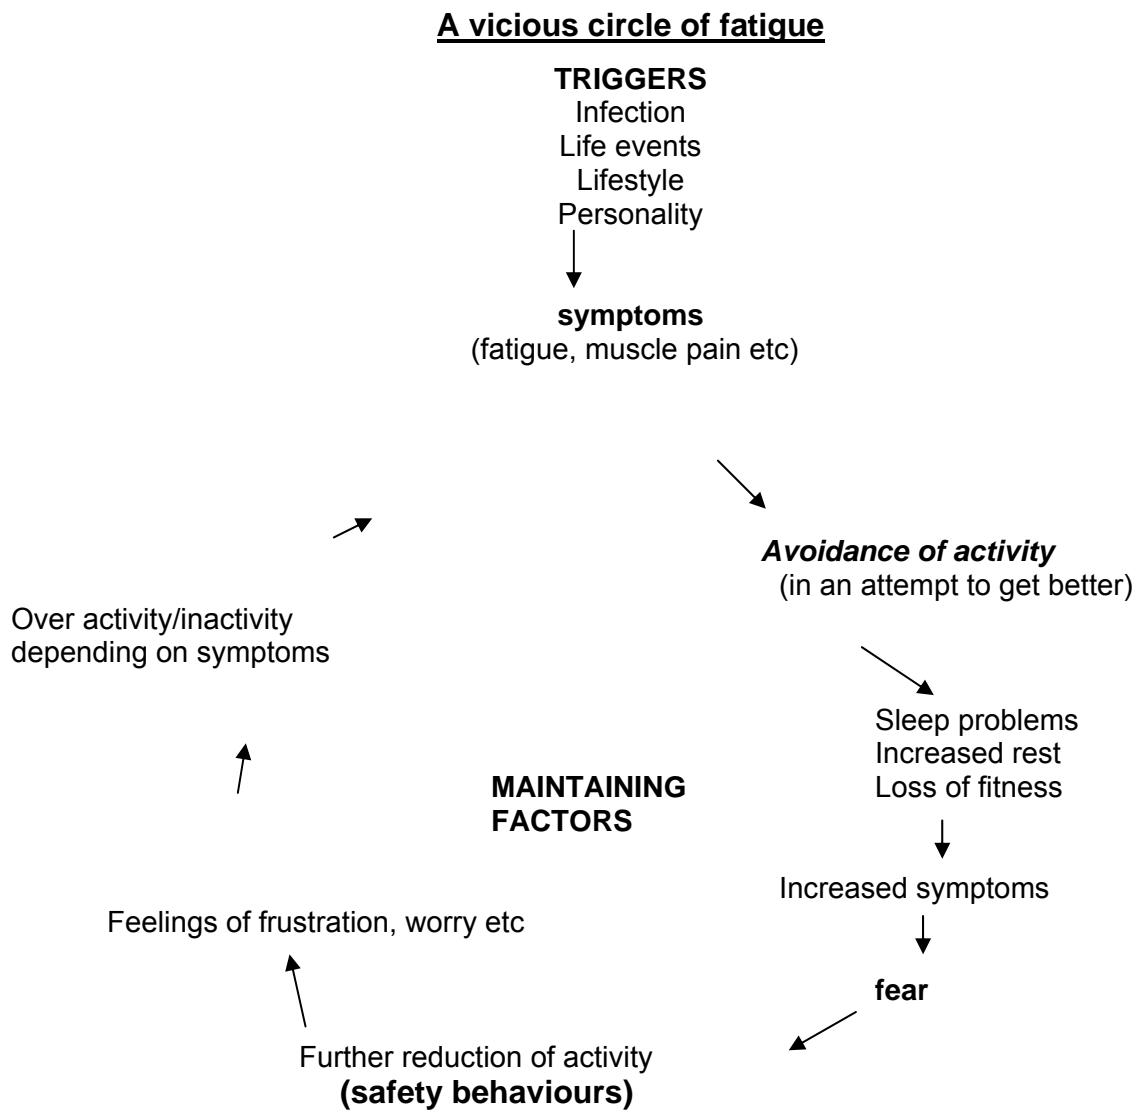 A vicious circle of fatigue
TRIGGERS
Infection
Life events
Lifestyle
Personality
symptoms
(fatigue, muscle pain etc)
Avoidance of activity
(in an attempt to get better)
Sleep problems
Increased rest
Loss of fitness
Increased symptoms
fear
Further reduction of activity
(safety behaviours)
Feelings of frustration, worry etc
Over activity/inactivity
depending on symptoms
MAINTAINING
FACTORS